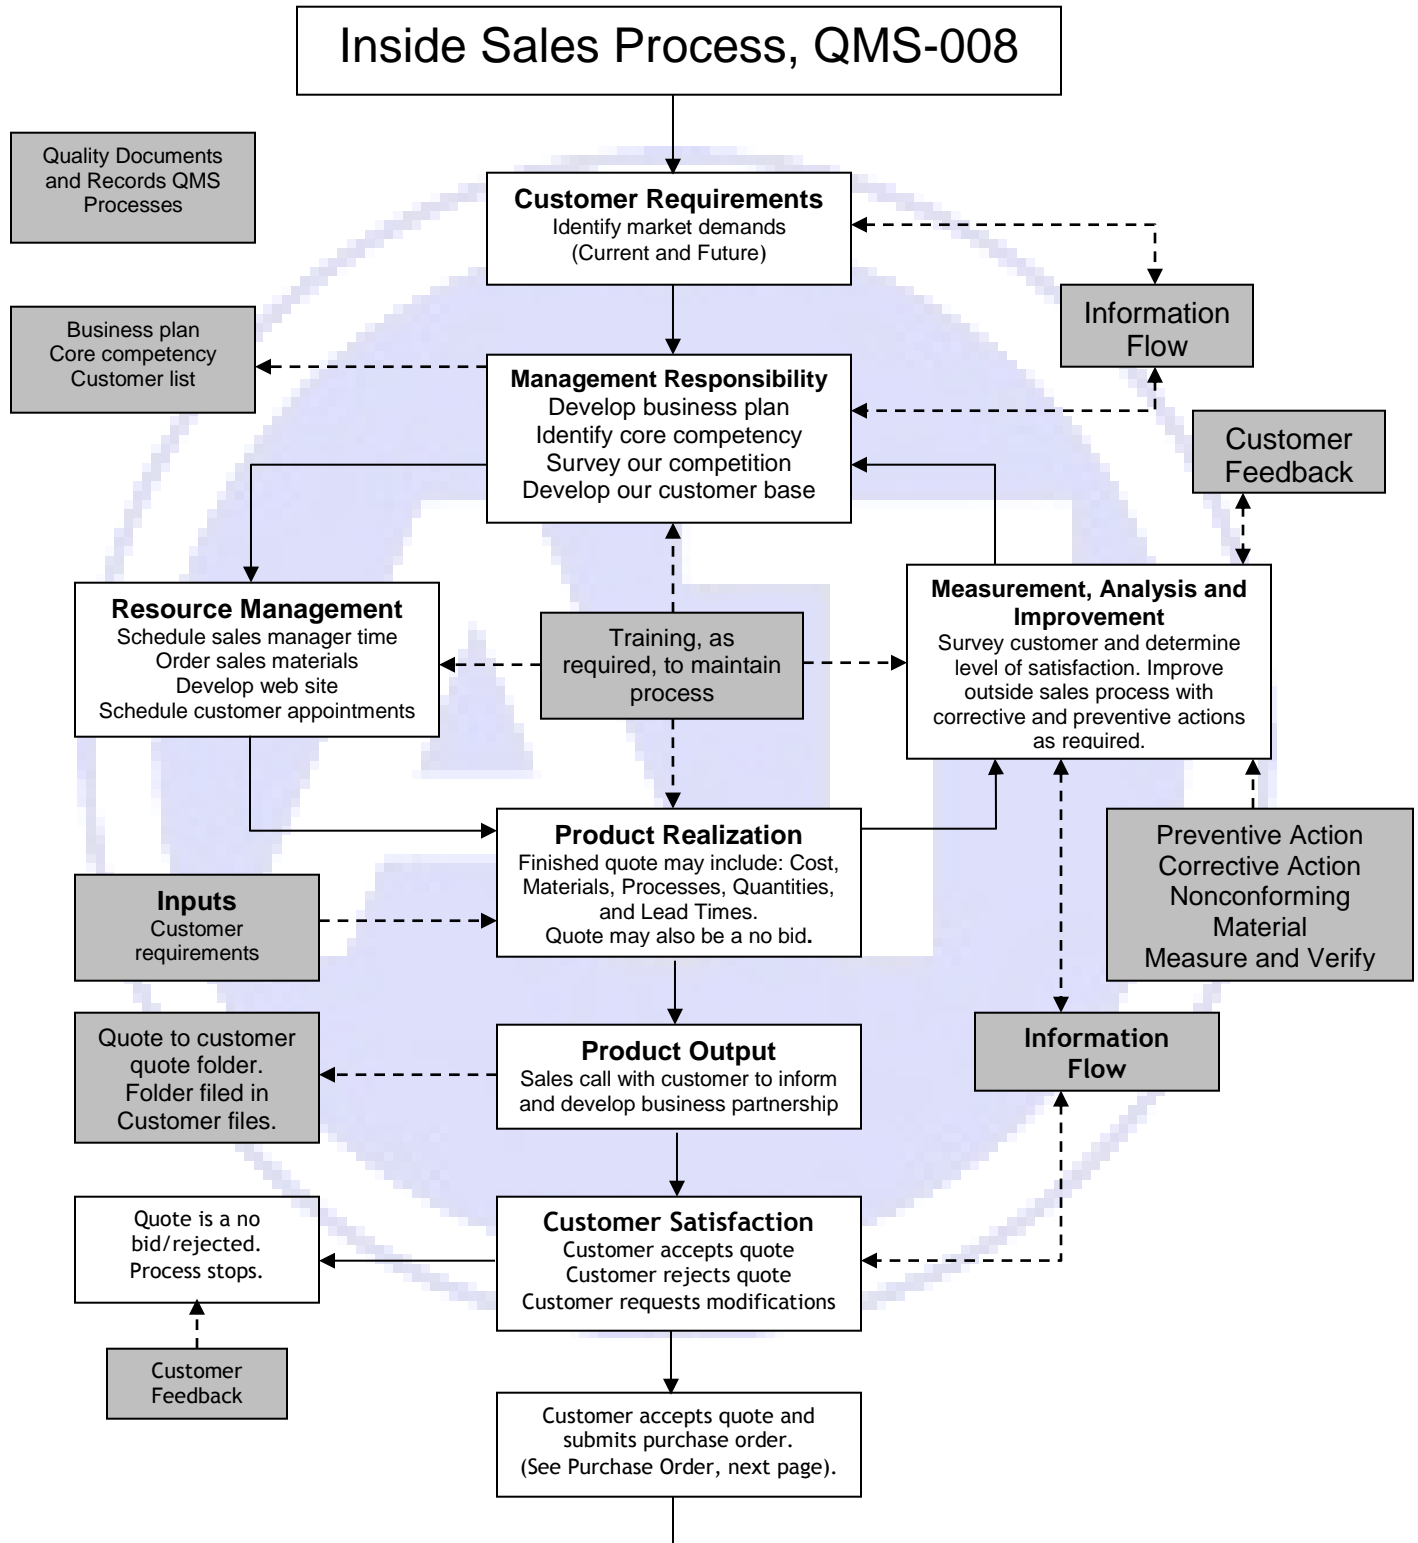 Inside Sales Process, QMS-008
Quality Documents
and Records QMS
Processes
Customer Requirements
Identify market demands
(Current and Future)
Information
Flow
Business plan
Core competency
Customer list
Management Responsibility
Develop business plan
Identify core competency
Survey our competition
Develop our customer base
Customer
Feedback
Resource Management
Schedule sales manager time
Order sales materials
Develop web site
Schedule customer appointments
Training, as
required, to maintain
process
Measurement, Analysis and
Improvement
Survey customer and determine
level of satisfaction. Improve
outside sales process with
corrective and preventive actions
as required.
Product Realization
Finished quote may include: Cost,
Materials, Processes, Quantities,
and Lead Times.
Quote may also be a no bid.
Preventive Action
Corrective Action
Nonconforming
Material
Measure and Verify
Inputs
Customer
requirements
Quote to customer
quote folder.
Folder filed in
Customer files.
Product Output
Sales call with customer to inform
and develop business partnership
Information
Flow
Quote is a no
bid/rejected.
Process stops.
Customer Satisfaction
Customer accepts quote
Customer rejects quote
Customer requests modifications
Customer
Feedback
Customer accepts quote and
submits purchase order.
(See Purchase Order, next page).